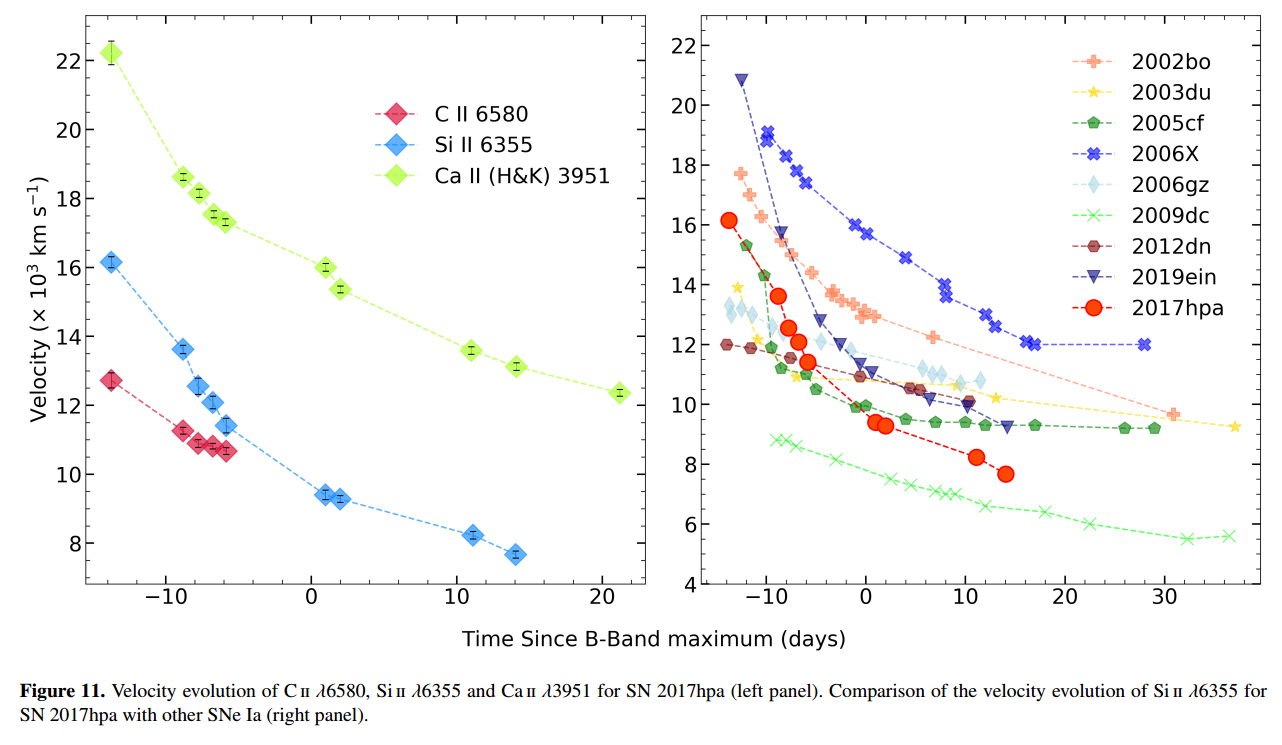 22
20
18
16
14
12
10
8
−10
0
10
20
Velocity (× 10³ km s⁻¹)
C II 6580
Si II 6355
Ca II (H&K) 3951
22
20
18
16
14
12
10
8
6
4
−10
0
10
20
30
2002bo
2003du
2005cf
2006X
2006gz
2009dc
2012dn
2019ein
2017hpa
Time Since B-Band maximum (days)
Figure 11. Velocity evolution of C II λ6580, Si II λ6355 and Ca II λ3951 for SN 2017hpa (left panel). Comparison of the velocity evolution of Si II λ6355 for
SN 2017hpa with other SNe Ia (right panel).